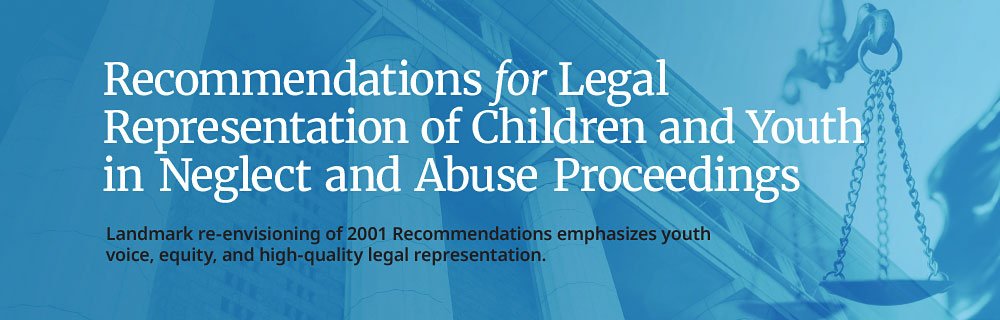 Recommendations for Legal
Representation of Children and Youth
in Neglect and Abuse Proceedings
Landmark re-envisioning of 2001 Recommendations emphasizes youth
voice, equity, and high-quality legal representation.